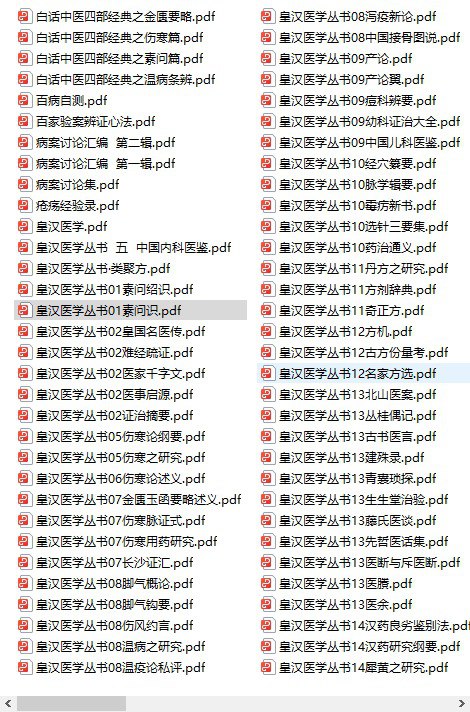 白话中医四部经典之金匮要略.pdf
白话中医四部经典之伤寒篇.pdf
白话中医四部经典之素问篇.pdf
白话中医四部经典之温病条辨.pdf
百病自测.pdf
百家验案辨证心法.pdf
病案讨论汇编  第二辑.pdf
病案讨论汇编  第一辑.pdf
病案讨论集.pdf
疮疡经验录.pdf
皇汉医学.pdf
皇汉医学丛书  五  中国内科医鉴.pdf
皇汉医学丛书·类聚方.pdf
皇汉医学丛书01素问绍识.pdf
皇汉医学丛书01素问识.pdf
皇汉医学丛书02皇国名医传.pdf
皇汉医学丛书02难经疏证.pdf
皇汉医学丛书02医家千字文.pdf
皇汉医学丛书02医事启源.pdf
皇汉医学丛书02证治摘要.pdf
皇汉医学丛书05伤寒论纲要.pdf
皇汉医学丛书05伤寒之研究.pdf
皇汉医学丛书06伤寒论述义.pdf
皇汉医学丛书07金匮玉函要略述义.pdf
皇汉医学丛书07伤寒脉证式.pdf
皇汉医学丛书07伤寒用药研究.pdf
皇汉医学丛书07长沙证汇.pdf
皇汉医学丛书08脚气概论.pdf
皇汉医学丛书08脚气钩要.pdf
皇汉医学丛书08伤风约言.pdf
皇汉医学丛书08温病之研究.pdf
皇汉医学丛书08温疫论私评.pdf
皇汉医学丛书08泻疫新论.pdf
皇汉医学丛书08中国接骨图说.pdf
皇汉医学丛书09产论.pdf
皇汉医学丛书09产论翼.pdf
皇汉医学丛书09痘科辨要.pdf
皇汉医学丛书09幼科证治大全.pdf
皇汉医学丛书09中国儿科医鉴.pdf
皇汉医学丛书10经穴纂要.pdf
皇汉医学丛书10脉学辑要.pdf
皇汉医学丛书10霉疠新书.pdf
皇汉医学丛书10选针三要集.pdf
皇汉医学丛书10药治通义.pdf
皇汉医学丛书11丹方之研究.pdf
皇汉医学丛书11方剂辞典.pdf
皇汉医学丛书11奇正方.pdf
皇汉医学丛书12方机.pdf
皇汉医学丛书12古方份量考.pdf
皇汉医学丛书12名家方选.pdf
皇汉医学丛书13北山医案.pdf
皇汉医学丛书13丛桂偶记.pdf
皇汉医学丛书13古书医言.pdf
皇汉医学丛书13建殊录.pdf
皇汉医学丛书13青囊琐探.pdf
皇汉医学丛书13生生堂治验.pdf
皇汉医学丛书13藤氏医谈.pdf
皇汉医学丛书13先哲医话集.pdf
皇汉医学丛书13医断与斥医断.pdf
皇汉医学丛书13医賸.pdf
皇汉医学丛书13医余.pdf
皇汉医学丛书14汉药良劣鉴别法.pdf
皇汉医学丛书14汉药研究纲要.pdf
皇汉医学丛书14犀黄之研究.pdf